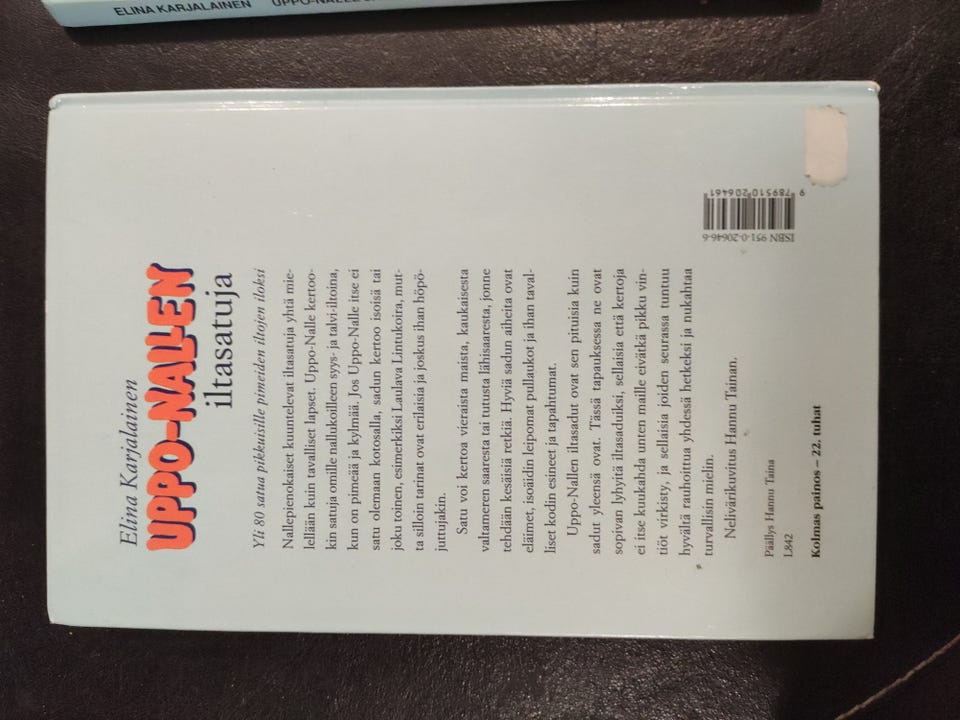 ELINA KARJALAINEN
Elina Karjalainen
UPPO-NALLEN
iltasatuja
Yli 80 satua pikkuisille pimeiden iltojen iloksi
Nallepienokaiset kuuntelevat iltasatuja yhtä mie-
lellään kuin tavalliset lapset. Uppo-Nalle kertoo-
kin satuja omille nallukoilleen syys- ja talvi-iltoina,
kun on pimeää ja kylmää. Jos Uppo-Nalle itse ei
satu olemaan kotosalla, sadun kertoo isoisä tai
joku toinen, esimerkiksi Laulava Lintukoira, mut-
ta silloin tarinat ovat erilaisia ja joskus ihan höpö-
juttujakin.
Satu voi kertoa vieraista maista, kaukaisesta
valtameren saaresta tai tutusta lähisaaresta, jonne
tehdään kesäisiä retkiä. Hyviä sadun aiheita ovat
eläimet, isoäidin leipomat pullaukot ja ihan taval-
liset kodin esineet ja tapahtumat.
Uppo-Nallen iltasadut ovat sen pituisia kuin
sadut yleensä ovat. Tässä tapauksessa ne ovat
sopivan lyhyitä iltasaduiksi, sellaisia että kertoja
ei itse kuukahda unten maille eivätkä pikku vin-
tiöt virkisty, ja sellaisia joiden seurassa tuntuu
hyvältä rauhoittua yhdessä hetkeksi ja nukahtaa
turvallisin mielin.
Nelivärikuvitus Hannu Tainan.
Päällys Hannu Taina
L842
Kolmas painos – 22. tuhat
ISBN 951-0-20646-6
9 789510 206461